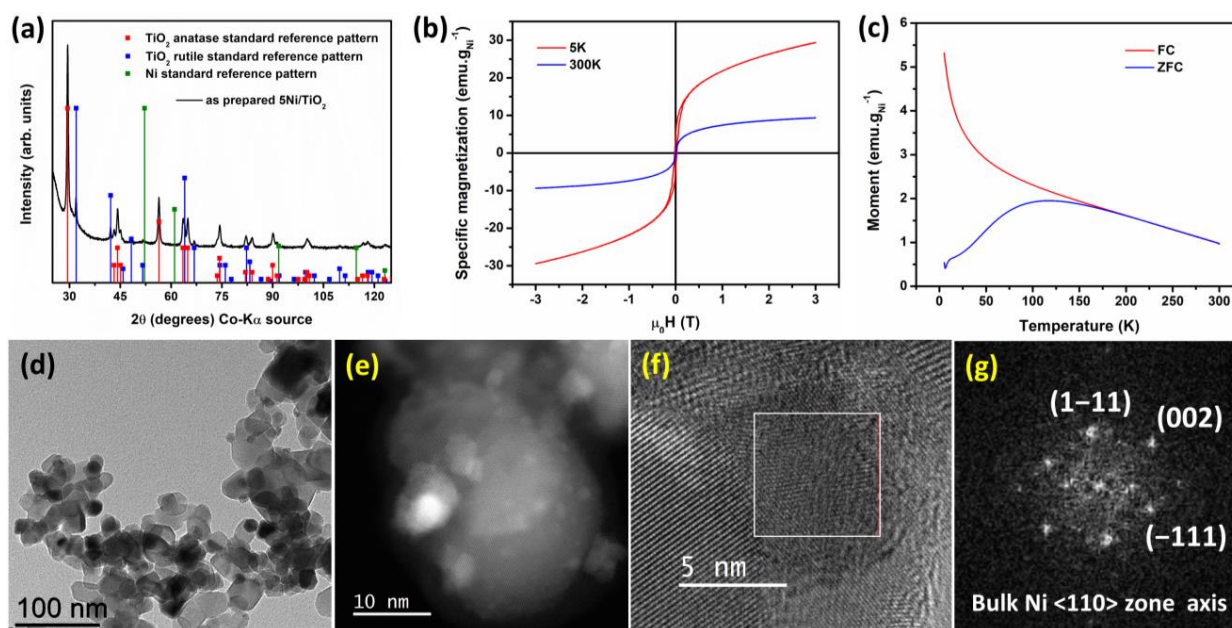 (a)
TiO2 anatase standard reference pattern
TiO2 rutile standard reference pattern
Ni standard reference pattern
as prepared 5Ni/TiO2
Intensity (arb. units)
30 45 60 75 90 105 120
2θ (degrees) Co-Kα source
(b)
5K
300K
Specific magnetization (emu.gNi-1)
30
20
10
0
-10
-20
-30
-3 -2 -1 0 1 2 3
μ0H (T)
(c)
FC
ZFC
Moment (emu.gNi-1)
6
5
4
3
2
1
0
0 50 100 150 200 250 300
Temperature (K)
(d)
100 nm
(e)
10 nm
(f)
5 nm
(g)
(1–11)
(002)
(–111)
Bulk Ni <110> zone axis